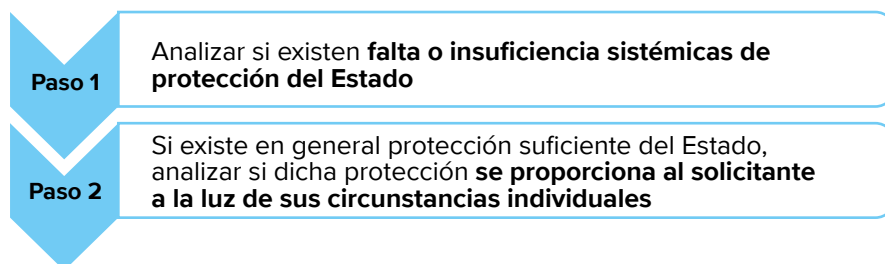 Paso 1
Analizar si existen falta o insuficiencia sistémicas de
protección del Estado
Paso 2
Si existe en general protección suficiente del Estado,
analizar si dicha protección se proporciona al solicitante
a la luz de sus circunstancias individuales